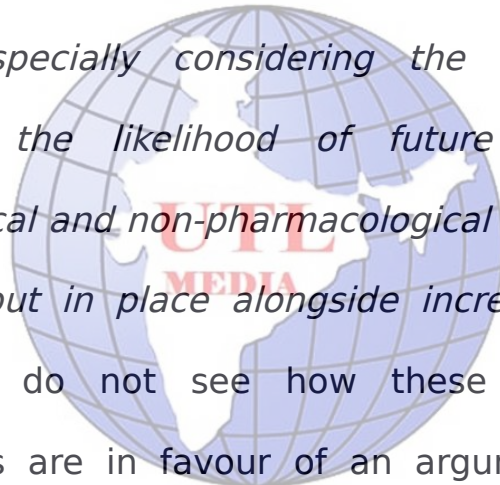 specially considering the
the likelihood of future
cal and non-pharmacological
UTL
MEDIA
out in place alongside incre
do not see how these
s are in favour of an argu